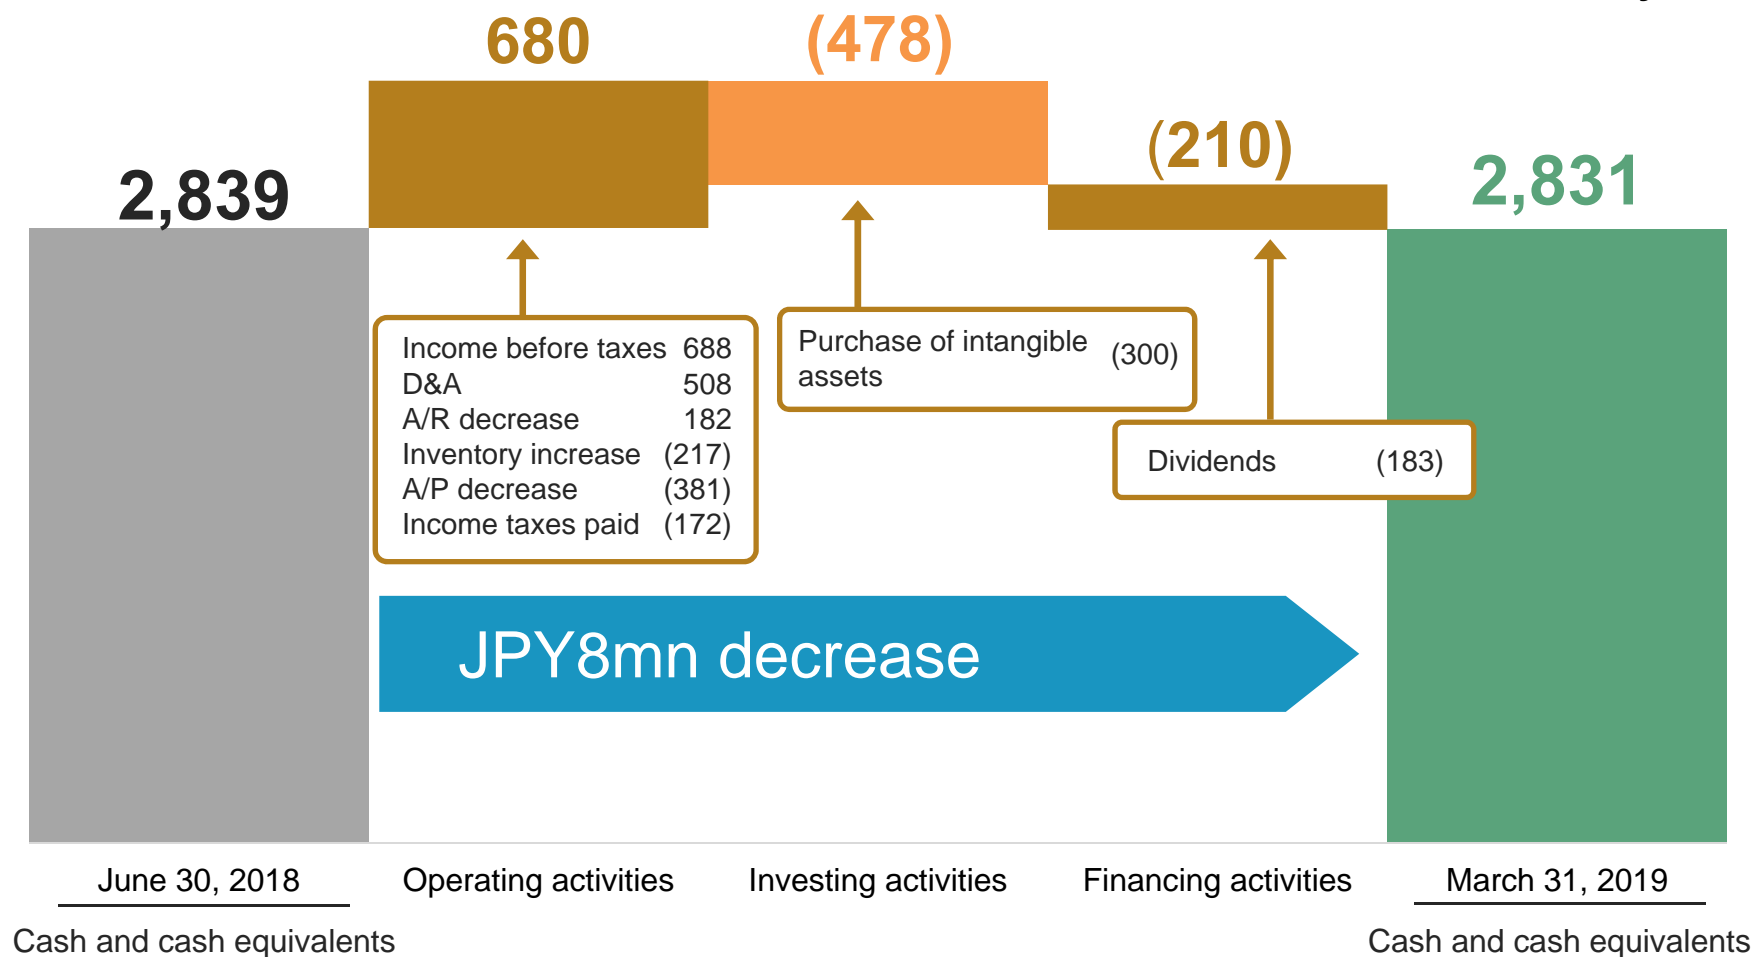 680
(478)
(210)
2,839
2,831
Income before taxes 688
D&A 508
A/R decrease 182
Inventory increase (217)
A/P decrease (381)
Income taxes paid (172)
Purchase of intangible
assets (300)
Dividends (183)
JPY8mn decrease
June 30, 2018
Operating activities
Investing activities
Financing activities
March 31, 2019
Cash and cash equivalents
Cash and cash equivalents